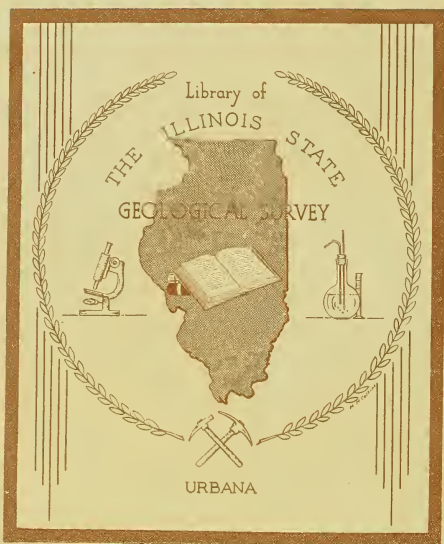 Library of
THE ILLINOIS STATE
GEOLOGICAL SURVEY
URBANA